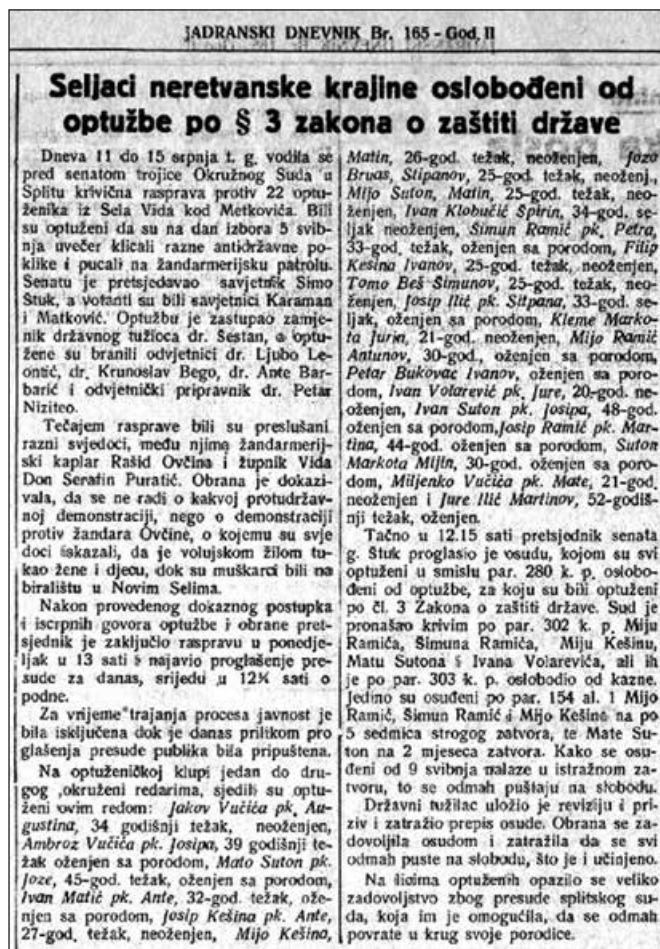 JADRANSKI DNEVNIK Br. 165 - God. II
Seljaci neretvanske krajine oslobođeni od
optužbe po § 3 zakona o zaštiti države
Dneva 11 do 15 srpnja t. g. vodila se
pred senatom trojice Okružnog Suda u
Splitu krivična rasprava protiv 22 optu-
ženika iz Sela Vida kod Metkovića. Bili
su optuženi da su na dan izbora 5 svib-
nja uvečer klicali razne antidržavne po-
klike i pucali na žandarmerijsku patrolu.
Senatu je pretsjedavao savjetnik Simo
Štuk, a votanti su bili savjetnici Karaman
i Matković. Optužbu je zastupao zamje-
nik državnog tužioca dr. Šestan, a optu-
žene su branili odvjetnici dr. Ljubo Le-
ontić, dr. Krunoslav Bego, dr. Ante Bar-
barić i odvjetnički pripravnik dr. Petar
Niziteo.
Tečajem rasprave bili su preslušani
razni svjedoci, među njima žandarmerij-
ski kaplar Rašid Ovčina i župnik Vida
Don Serafin Puratić. Obrana je dokazi-
vala, da se ne radi o kakvoj protudržav-
noj demonstraciji, nego o demonstraciji
protiv žandara Ovčine, o kojemu su svje
doci iskazali, da je volujskom žilom tu-
kao žene i djecu, dok su muškarci bili na
biralištu u Novim Selima.
Nakon provedenog dokaznog postupka
i iscrpnih govora optužbe i obrane pret-
sjednik je zaključio raspravu u ponedje-
ljak u 13 sati i najavio proglašenje pre-
sude za danas, srijedu u 12½ sati o
podne.
Za vrijeme trajanja procesa javnost je
bila isključena dok je danas prilikom pro
glašenja presude publika biša pripuštena.
Na optuženičkoj klupi jedan do dru-
gog ,okruženi redarima, sjedili su optu-
ženi ovim redom: Jakov Vučića pk. Au-
gustina, 34 godišnji težak, neoženjen,
Ambroz Vučića pk. Josipa, 39 godišnji te-
žak oženjen sa porodom, Mato Suton pk.
Joze, 45-god. težak, oženjen sa porodom,
Ivan Matić pk. Ante, 32-god. težak, ože-
njen sa porodom, Josip Kešina pk. Ante,
27-god. težak, neoženjen, Mijo Kešina,
Matin, 26-god. težak, neoženjen, Jozo
Bruas, Stipanov, 25-god. težak, neoženj.,
Mijo Suton, Matin, 25-god. težak, neo-
ženjen, Ivan Klobučić Špirin, 34-god. se-
ljak neoženjen, Šimun Ramić pk. Petra,
33-god. težak, oženjen sa porodom, Filip
Kešina Ivanov, 25-god. težak, neoženjen,
Tomo Beš Šimunov, 25-god. težak, neo-
ženjen, Josip Ilić pk. Sitpana, 33-god. se-
ljak, oženjen sa porodom, Kleme Marko-
ta Jurin, 21-god. neoženjen, Mijo Ramić
Antunov, 30-god., oženjen sa porodom,
Petar Bukovac Ivanov, oženjen sa poro-
dom, Ivan Volarević pk. Jure, 20-god. ne-
oženjen, Ivan Suton pk. Josipa, 48-god.
oženjen sa porodom,Josip Ramić pk. Mar-
tina, 44-god. oženjen sa porodom, Suton
Markota Mijin, 30-god. oženjen sa poro-
dom, Miljenko Vučića pk. Mate, 21-god.
neoženjen i Jure Ilić Martinov, 52-godiš-
nji težak, oženjen.
Tačno u 12.15 sati pretsjednik senata
g. Štuk proglasio je osudu, kojom su svi
optuženi u smislu par. 280 k. p. oslobo-
đeni od optužbe, za koju su bili optuženi
po čl. 3 Zakona o zaštiti države. Sud je
pronašao krivim po par. 302 k. p. Miju
Ramića, Šimuna Ramića, Miju Kešinu,
Matu Sutona i Ivana Volarevića, ali ih
je po par. 303 k. p. oslobodio od kazne.
Jedino su osuđeni po par. 154 al. 1 Mijo
Ramić, Šimun Ramić i Mijo Kešina na po
5 sedmica strogog zatvora, te Mate Su-
ton na 2 mjeseca zatvora. Kako se osu-
đeni od 9 svibnja nalaze u istražnom za-
tvoru, to se odmah puštaju na slobodu.
Državni tužilac uložio je reviziju i pri-
ziv i zatražio prepis osude. Obrana se za-
dovoljila osudom i zatražila da se svi
odmah puste na slobodu, što je i učinjeno.
Na licima optuženih opazilo se veliko
zadovoljstvo zbog presude splitskog su-
da, koja im je omogućila, da se odmah
povrate u krug svoje porodice.